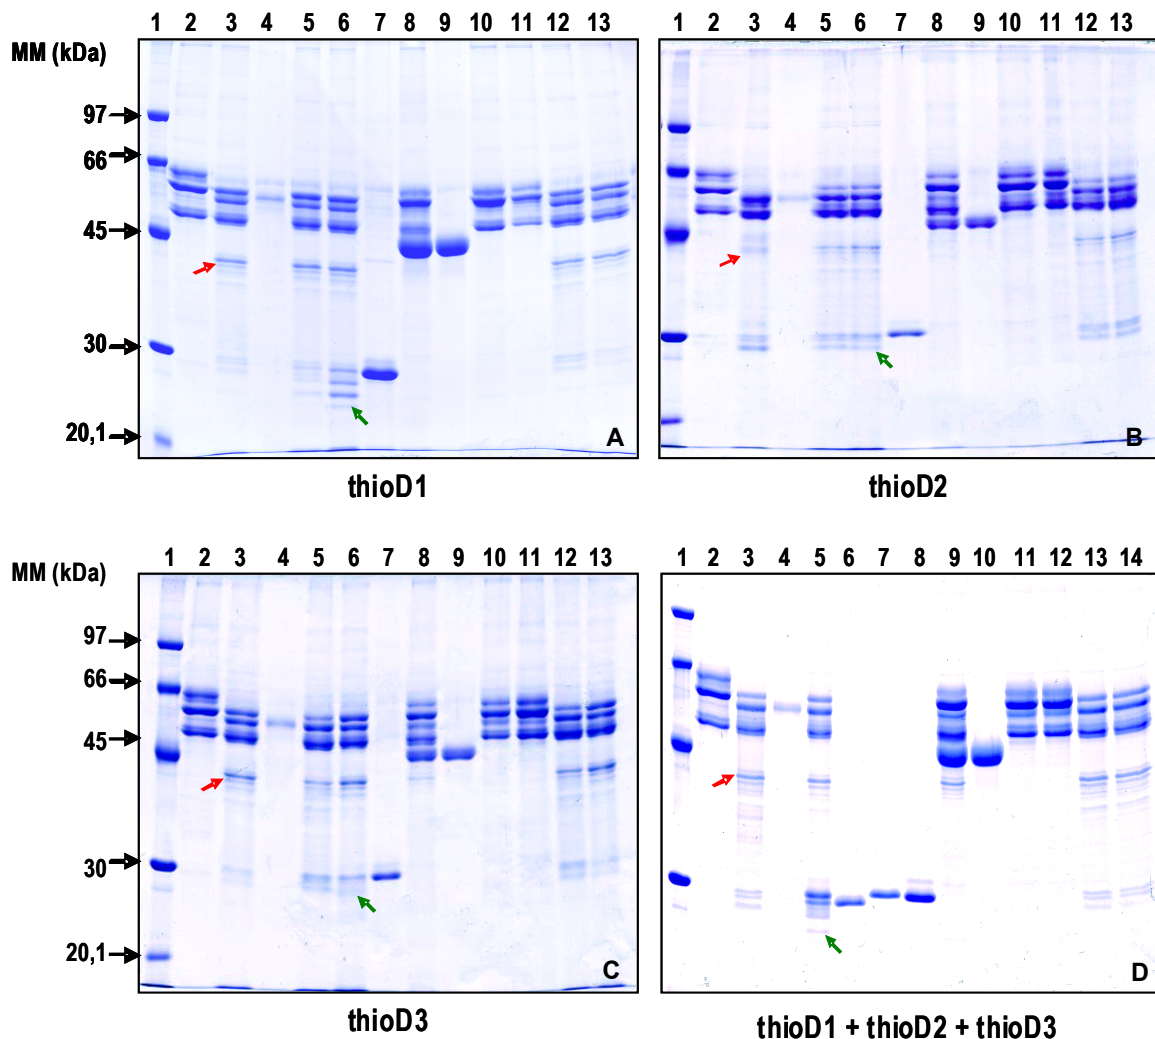 1 2 3 4 5 6 7 8 9 10 11 12 13
1 2 3 4 5 6 7 8 9 10 11 12 13
MM (kDa)
97
66
45
30
20,1
A
B
thioD1
thioD2
1 2 3 4 5 6 7 8 9 10 11 12 13
1 2 3 4 5 6 7 8 9 10 11 12 13 14
MM (kDa)
97
66
45
30
20,1
C
D
thioD3
thioD1 + thioD2 + thioD3